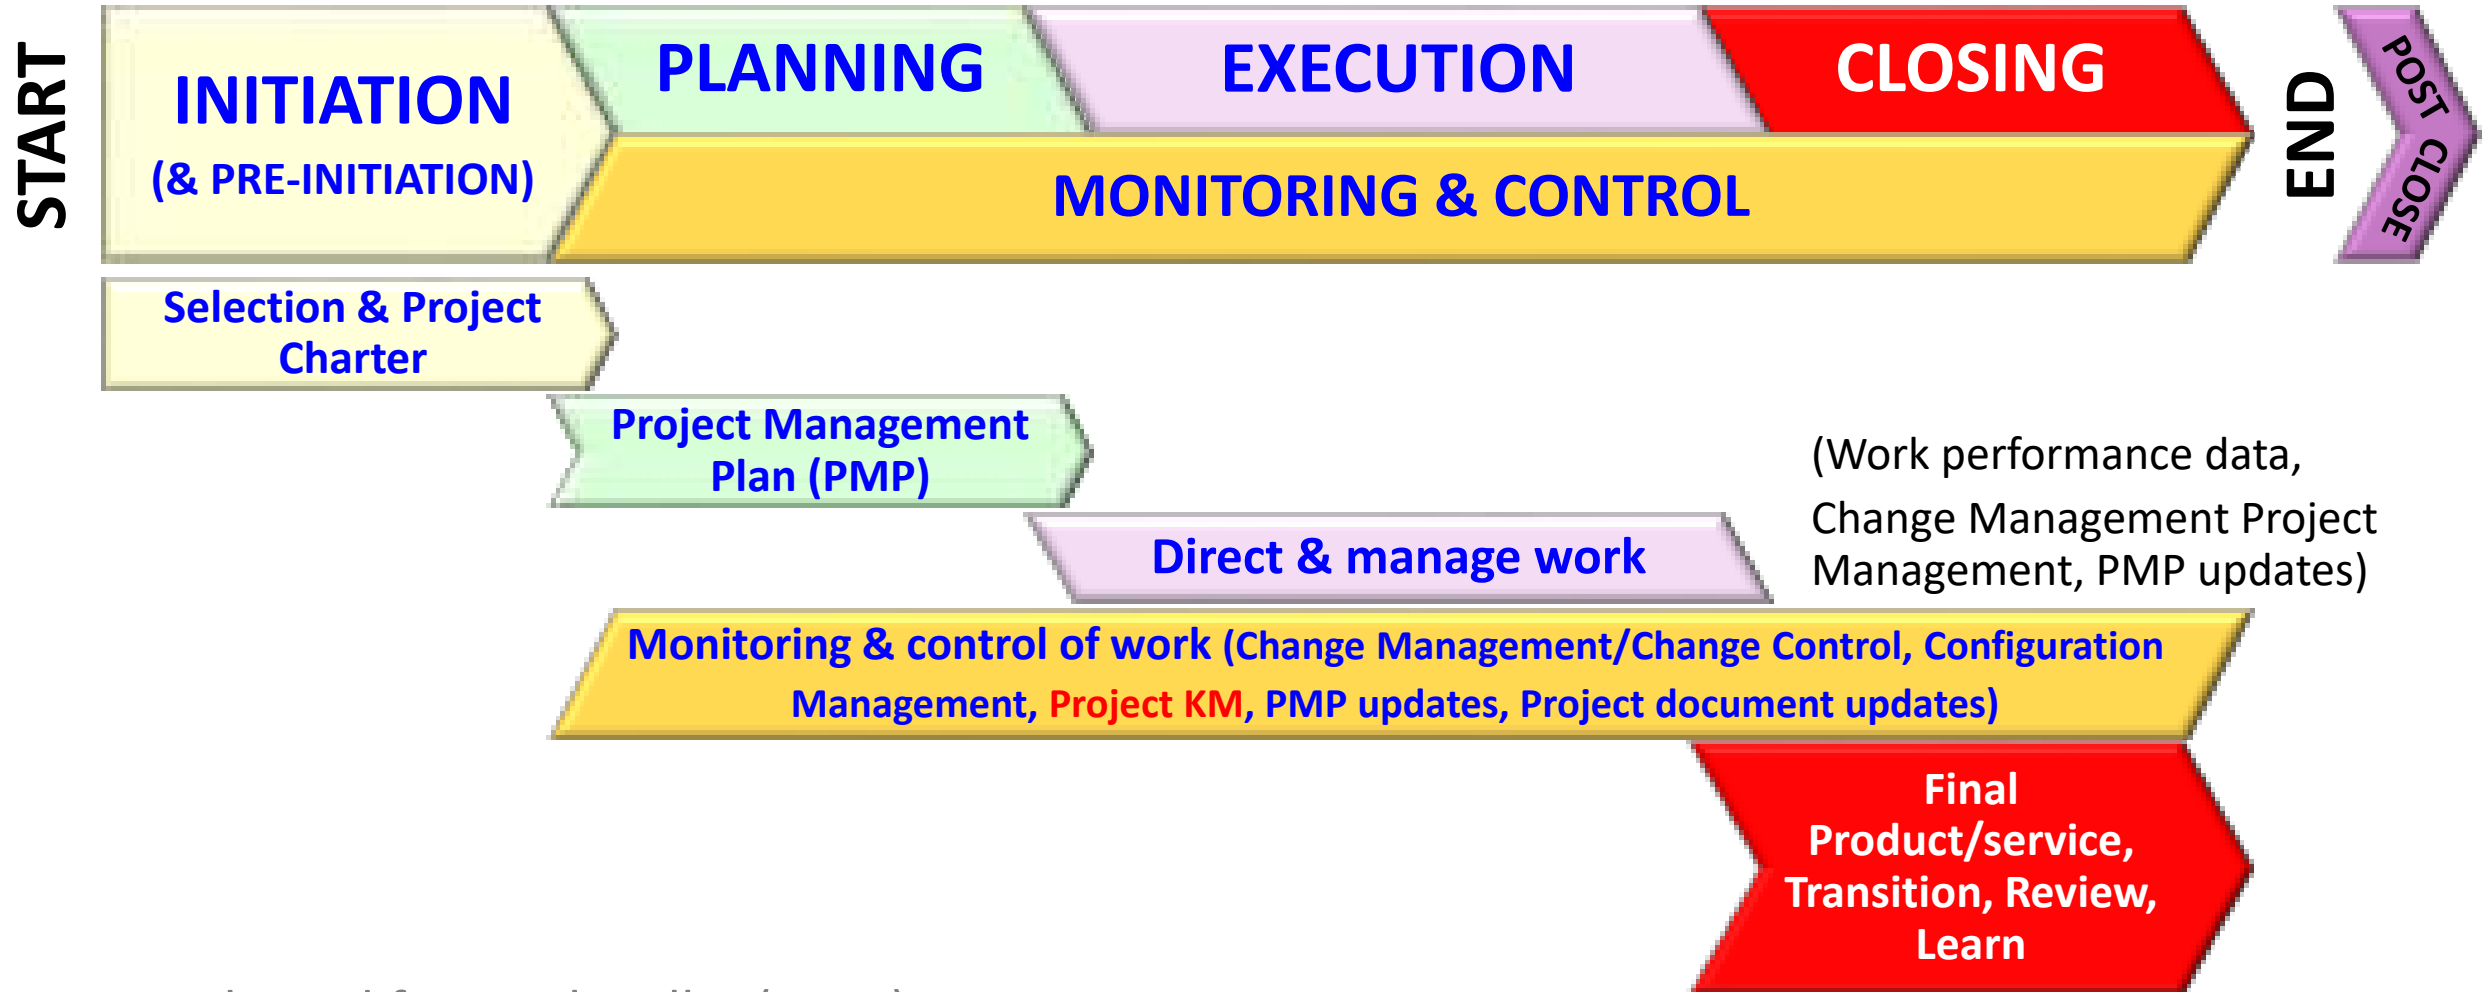 START
INITIATION
(& PRE-INITIATION)
PLANNING
EXECUTION
CLOSING
MONITORING & CONTROL
END
POST CLOSE
Selection & Project
Charter
Project Management
Plan (PMP)
(Work performance data,
Change Management Project
Management, PMP updates)
Direct & manage work
Monitoring & control of work (Change Management/Change Control, Configuration
Management, Project KM, PMP updates, Project document updates)
Final
Product/service,
Transition, Review,
Learn